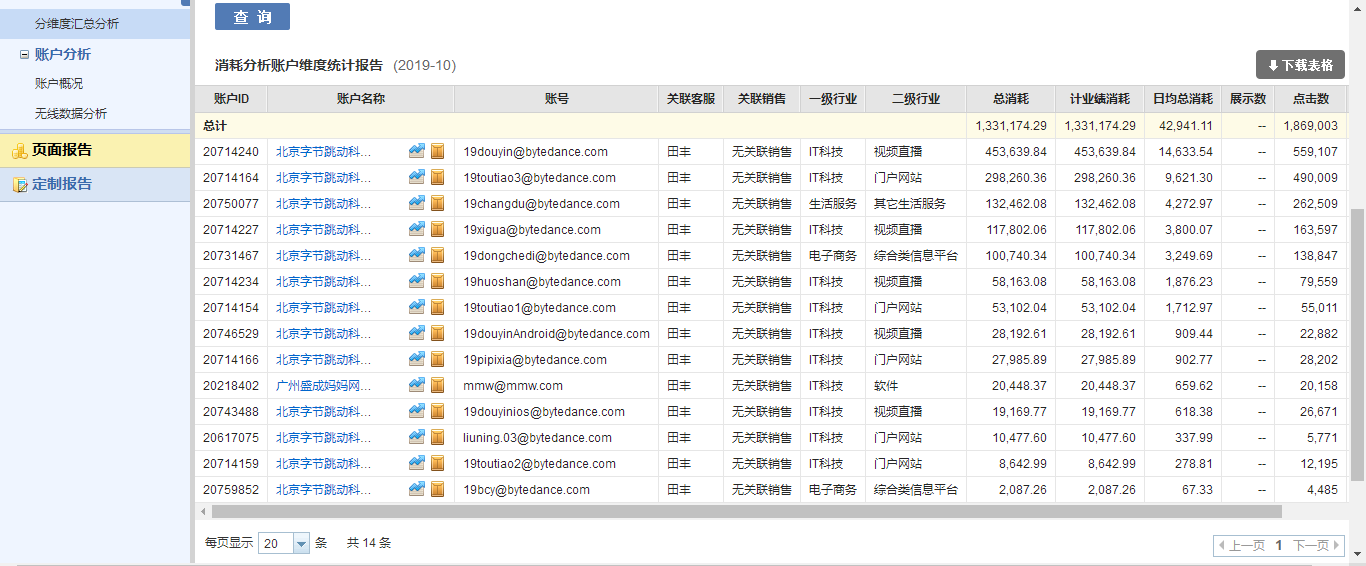 分维度汇总分析
账户分析
账户概况
无线数据分析
页面报告
定制报告
查 询
消耗分析账户维度统计报告 (2019-10)
下载表格
账户ID 账户名称 账号 关联客服 关联销售 一级行业 二级行业 总消耗 计业绩消耗 日均总消耗 展示数 点击数
总计 1,331,174.29 1,331,174.29 42,941.11 -- 1,869,003
20714240 北京字节跳动科... 19douyin@bytedance.com 田丰 无关联销售 IT科技 视频直播 453,639.84 453,639.84 14,633.54 -- 559,107
20714164 北京字节跳动科... 19toutiao3@bytedance.com 田丰 无关联销售 IT科技 门户网站 298,260.36 298,260.36 9,621.30 -- 490,009
20750077 北京字节跳动科... 19changdu@bytedance.com 田丰 无关联销售 生活服务 其它生活服务 132,462.08 132,462.08 4,272.97 -- 262,509
20714227 北京字节跳动科... 19xigua@bytedance.com 田丰 无关联销售 IT科技 视频直播 117,802.06 117,802.06 3,800.07 -- 163,597
20731467 北京字节跳动科... 19dongchedi@bytedance.com 田丰 无关联销售 电子商务 综合类信息平台 100,740.34 100,740.34 3,249.69 -- 138,847
20714234 北京字节跳动科... 19huoshan@bytedance.com 田丰 无关联销售 IT科技 视频直播 58,163.08 58,163.08 1,876.23 -- 79,559
20714154 北京字节跳动科... 19toutiao1@bytedance.com 田丰 无关联销售 IT科技 门户网站 53,102.04 53,102.04 1,712.97 -- 55,011
20746529 北京字节跳动科... 19douyinAndroid@bytedance.com 田丰 无关联销售 IT科技 视频直播 28,192.61 28,192.61 909.44 -- 22,882
20714166 北京字节跳动科... 19pipixia@bytedance.com 田丰 无关联销售 IT科技 门户网站 27,985.89 27,985.89 902.77 -- 28,202
20218402 广州盛成妈妈网... mmw@mmw.com 田丰 无关联销售 IT科技 软件 20,448.37 20,448.37 659.62 -- 20,158
20743488 北京字节跳动科... 19douyinios@bytedance.com 田丰 无关联销售 IT科技 视频直播 19,169.77 19,169.77 618.38 -- 26,671
20617075 北京字节跳动科... liuning.03@bytedance.com 田丰 无关联销售 IT科技 门户网站 10,477.60 10,477.60 337.99 -- 5,771
20714159 北京字节跳动科... 19toutiao2@bytedance.com 田丰 无关联销售 IT科技 门户网站 8,642.99 8,642.99 278.81 -- 12,195
20759852 北京字节跳动科... 19bcy@bytedance.com 田丰 无关联销售 电子商务 综合类信息平台 2,087.26 2,087.26 67.33 -- 4,485
每页显示 20 条 共 14 条 上一页 1 下一页